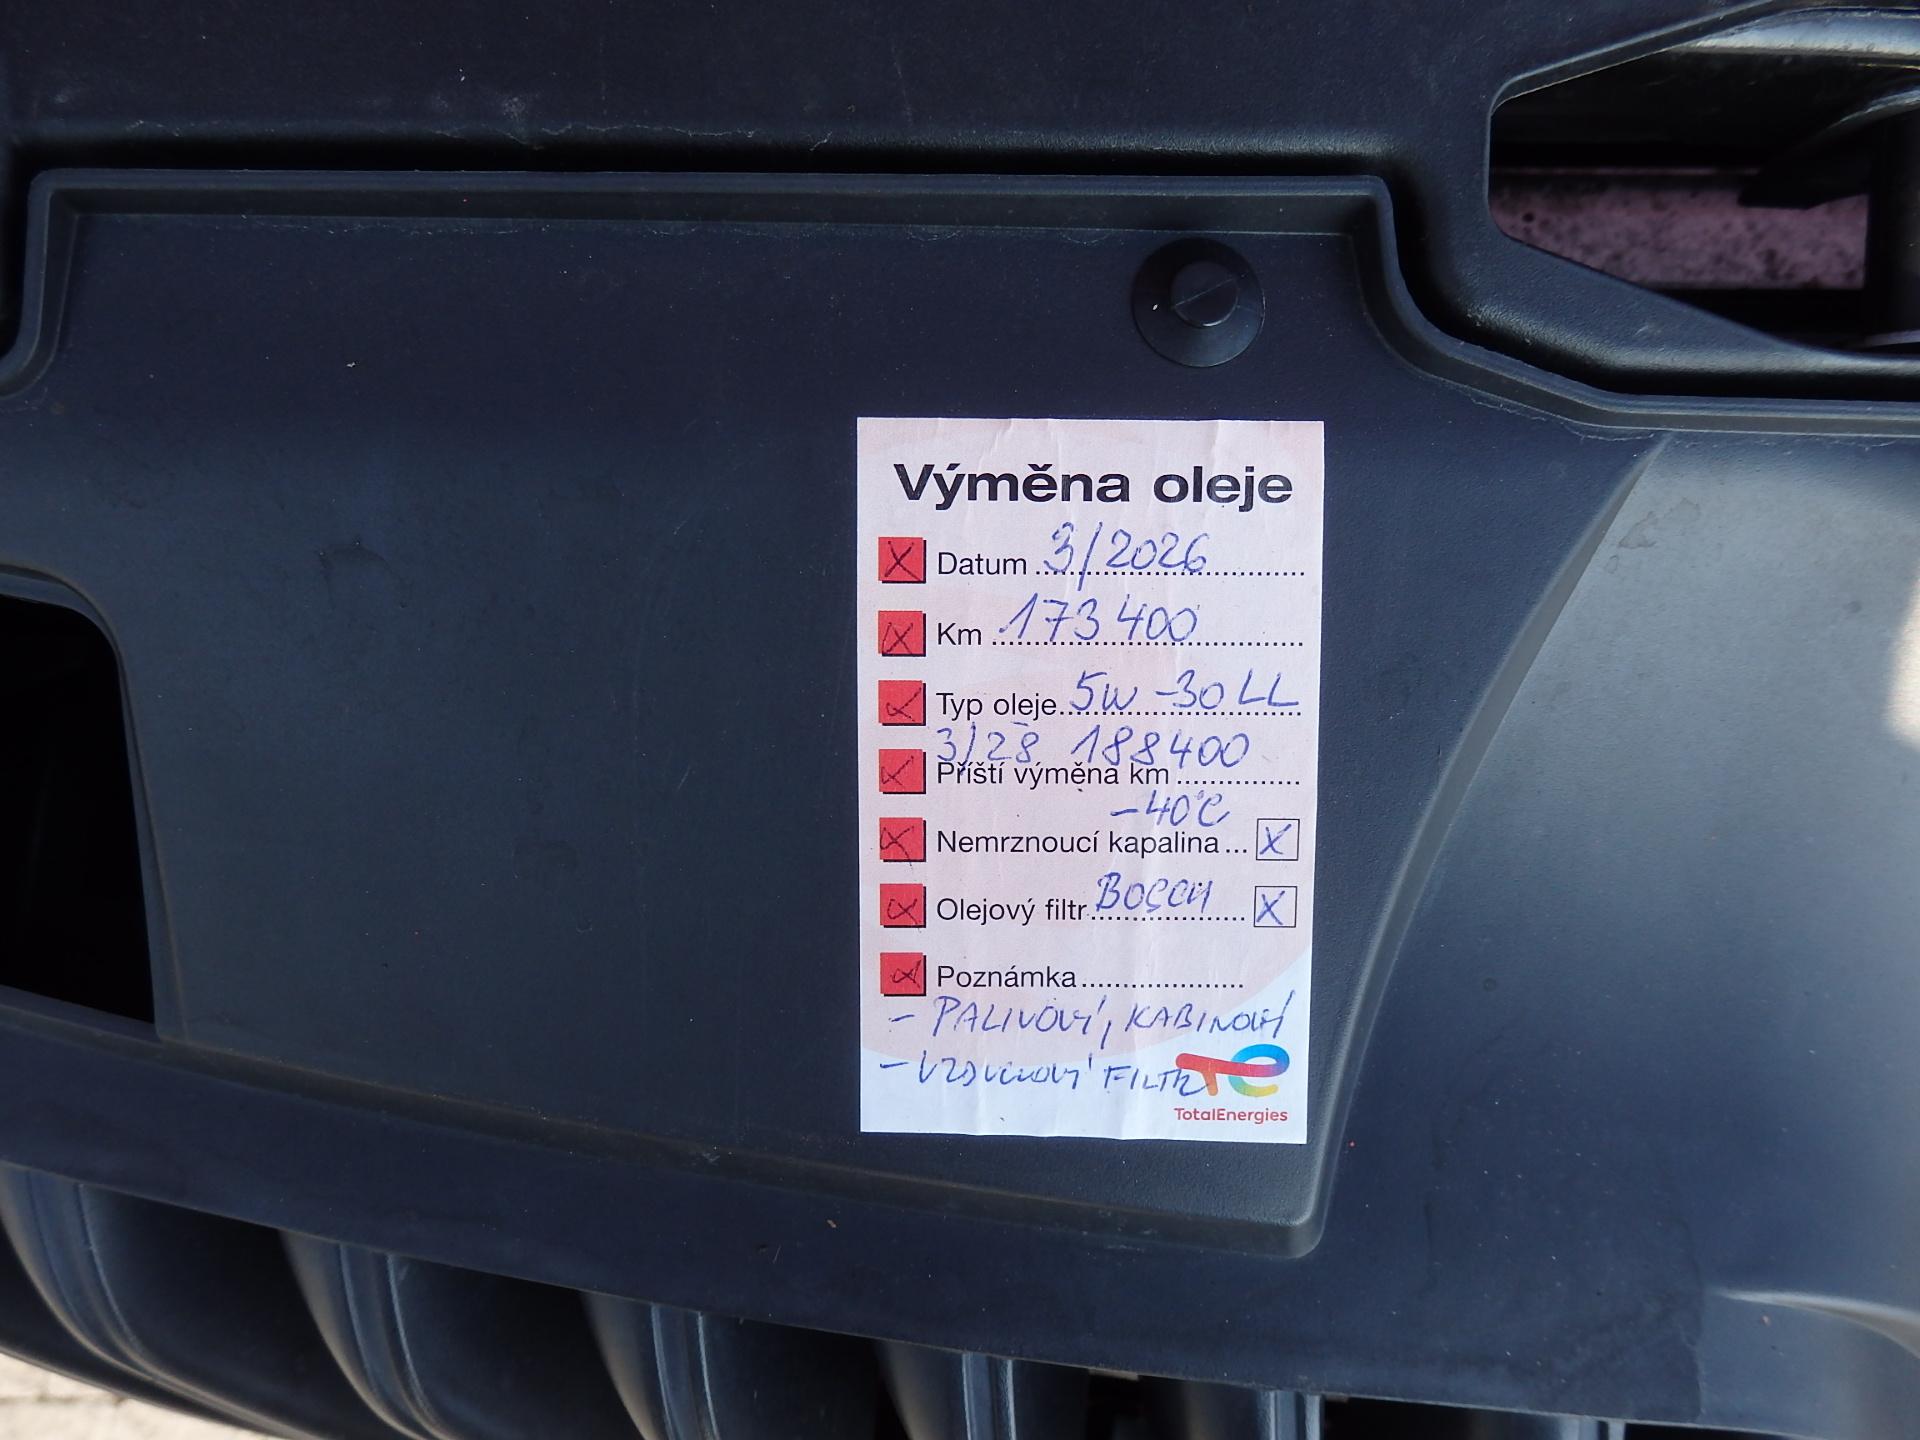 Výměna oleje
Datum 3/2026
Km 173 400
Typ oleje 5W-30 LL
3/28 188400
Příští výměna km
-40°C
Nemrznoucí kapalina... X
Olejový filtr BOSCH X
Poznámka
- PALIVOVÝ, KABINOVÝ
- VZDUCHOVÝ FILTR
TotalEnergies